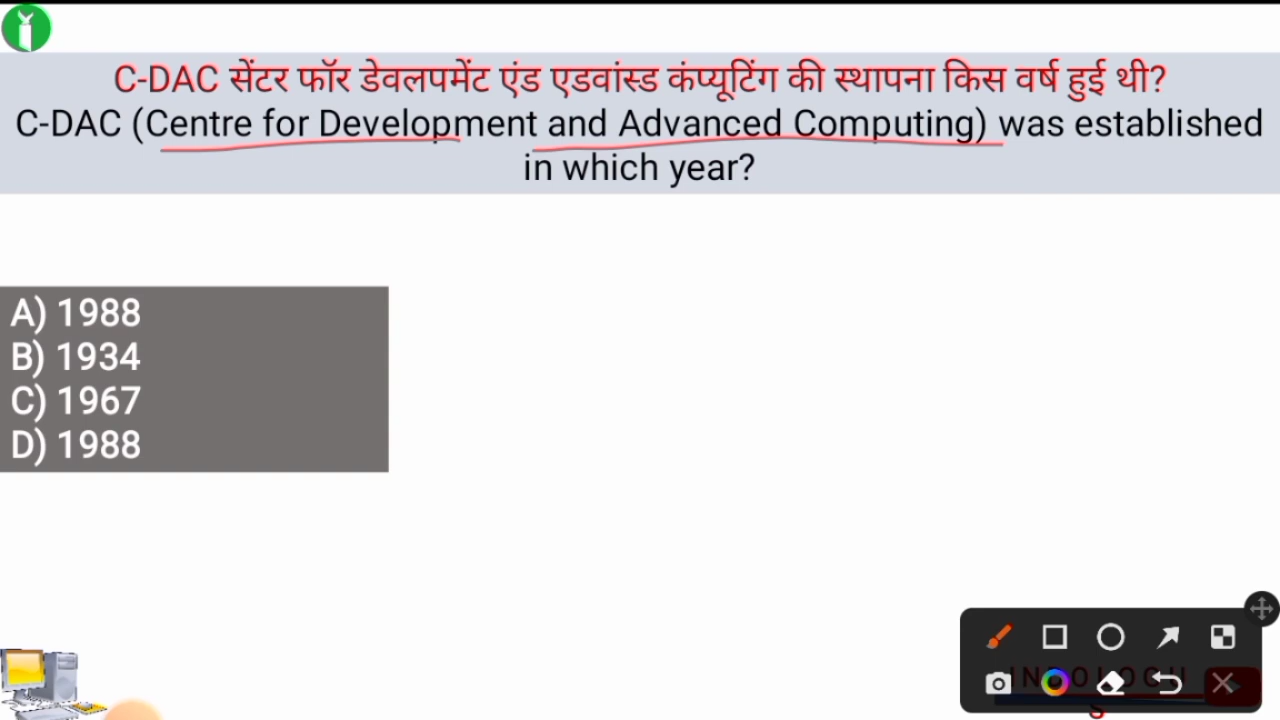 C-DAC सेंटर फॉर डेवलपमेंट एंड एडवांस्ड कंप्यूटिंग की स्थापना किस वर्ष हुई थी?
C-DAC (Centre for Development and Advanced Computing) was established
in which year?
A) 1988
B) 1934
C) 1967
D) 1988